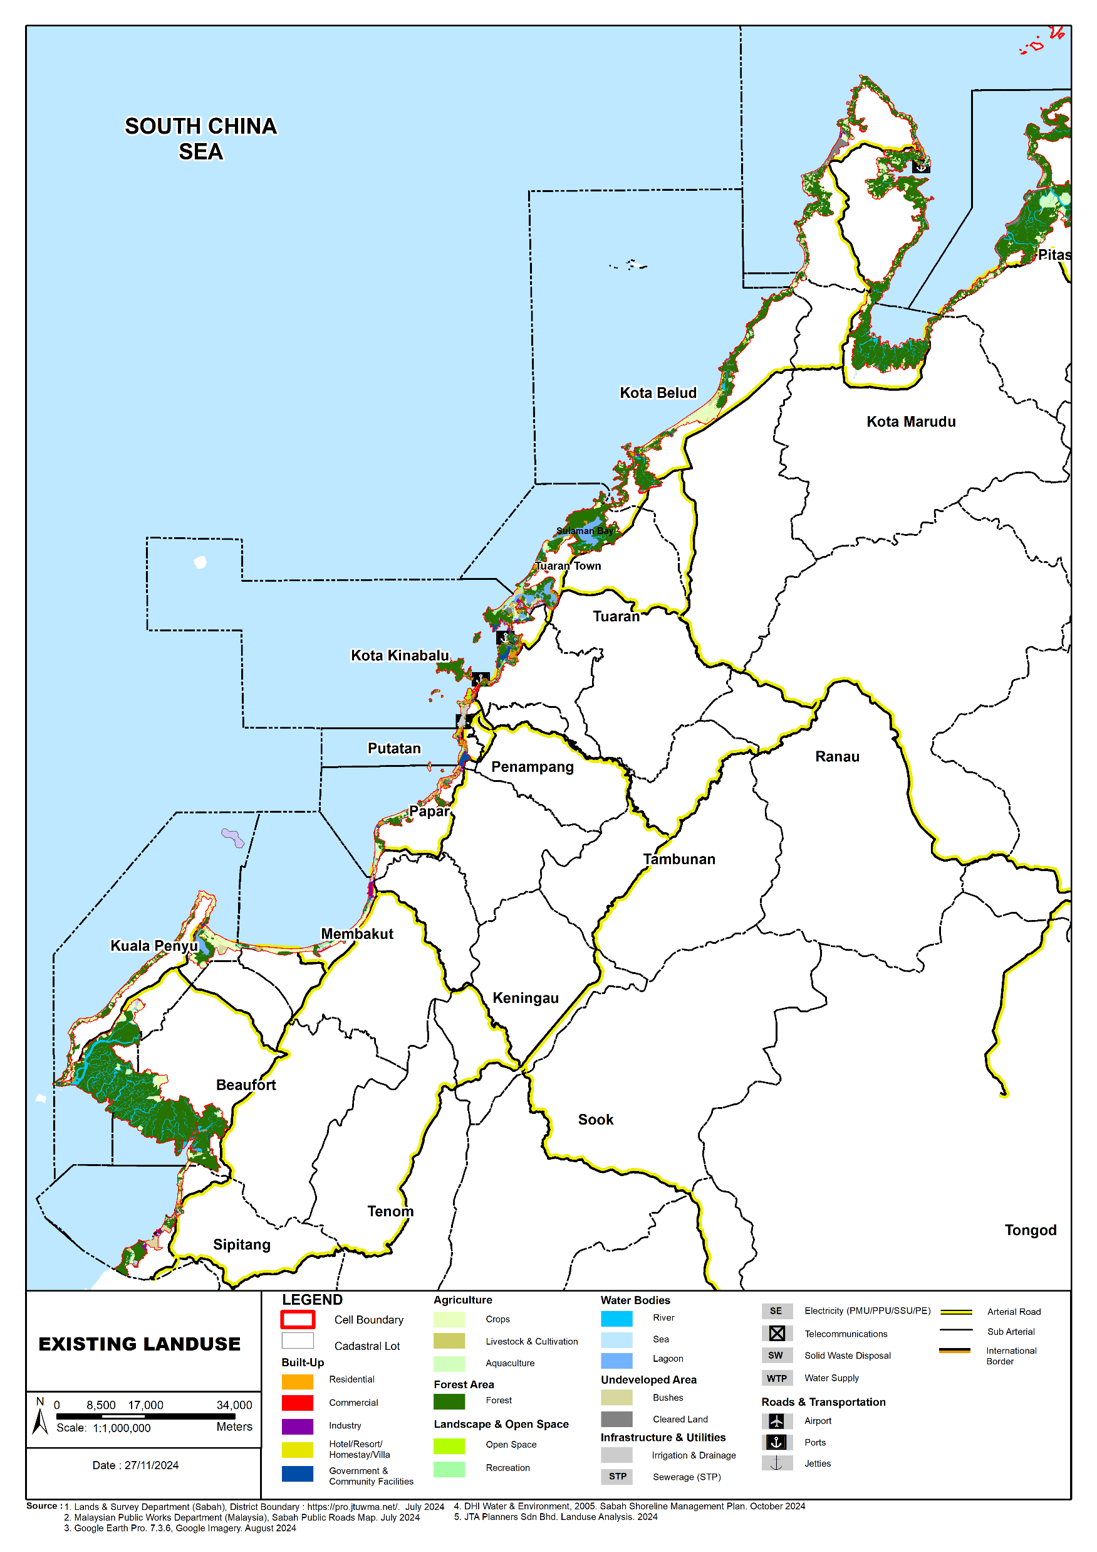 SOUTH CHINA
SEA
Pitas
Kota Belud
Kota Marudu
Sulaman Bay
Tuaran Town
Tuaran
Kota Kinabalu
Putatan
Penampang
Ranau
Papar
Tambunan
Membakut
Kuala Penyu
Keningau
Beaufort
Sook
Tenom
Sipitang
Tongod
EXISTING LANDUSE
N
0 8,500 17,000 34,000
Scale: 1:1,000,000 Meters
Date : 27/11/2024
LEGEND
Cell Boundary
Cadastral Lot
Built-Up
Residential
Commercial
Industry
Hotel/Resort/
Homestay/Villa
Government &
Community Facilities
Agriculture
Crops
Livestock & Cultivation
Aquaculture
Forest Area
Forest
Landscape & Open Space
Open Space
Recreation
Water Bodies
River
Sea
Lagoon
Undeveloped Area
Bushes
Cleared Land
Infrastructure & Utilities
Irrigation & Drainage
STP Sewerage (STP)
SE Electricity (PMU/PPU/SSU/PE)
Telecommunications
SW Solid Waste Disposal
WTP Water Supply
Roads & Transportation
Airport
Ports
Jetties
Arterial Road
Sub Arterial
International
Border
Source : 1. Lands & Survey Department (Sabah), District Boundary : https://pro.jtuwma.net/. July 2024
2. Malaysian Public Works Department (Malaysia), Sabah Public Roads Map. July 2024
3. Google Earth Pro. 7.3.6, Google Imagery. August 2024
4. DHI Water & Environment, 2005. Sabah Shoreline Management Plan. October 2024
5. JTA Planners Sdn Bhd. Landuse Analysis. 2024